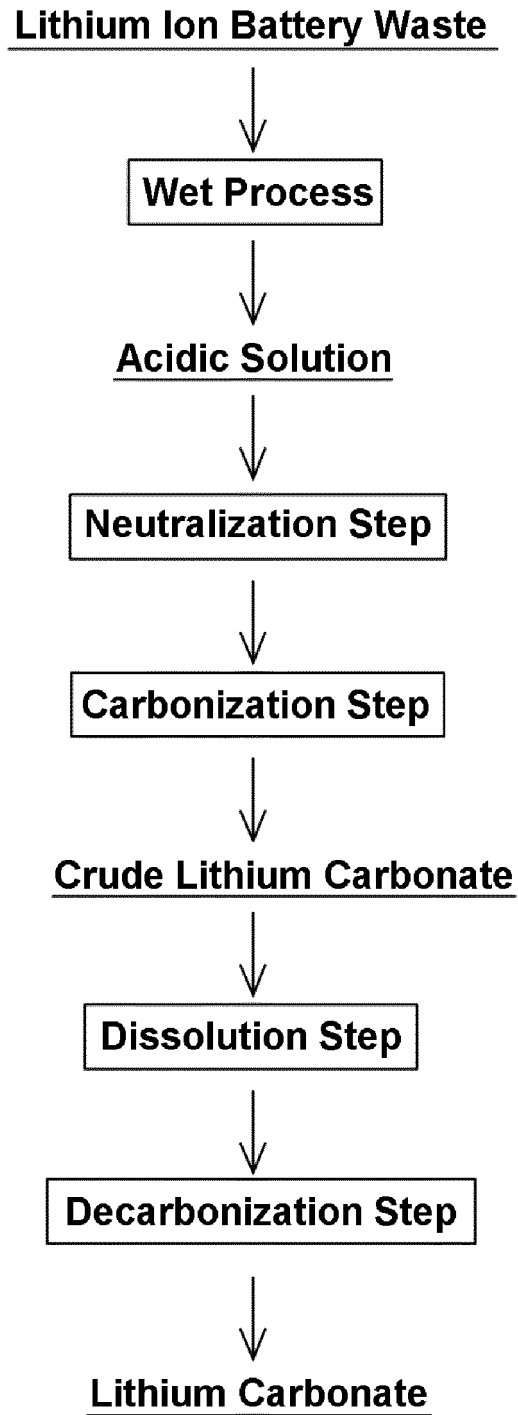 Lithium Ion Battery Waste
Wet Process
Acidic Solution
Neutralization Step
Carbonization Step
Crude Lithium Carbonate
Dissolution Step
Decarbonization Step
Lithium Carbonate